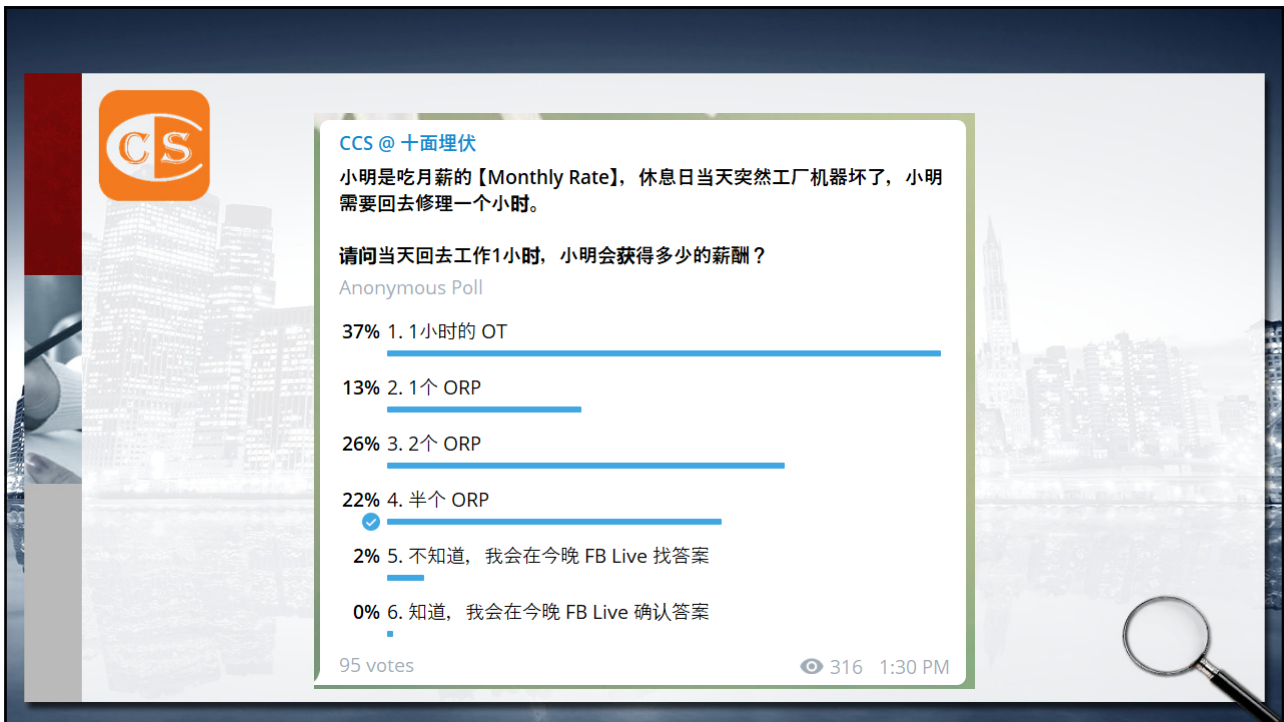 CS
CCS @ 十面埋伏
小明是吃月薪的【Monthly Rate】，休息日当天突然工厂机器坏了，小明
需要回去修理一个小时。
请问当天回去工作1小时，小明会获得多少的薪酬？
Anonymous Poll
37% 1. 1小时的 OT
13% 2. 1个 ORP
26% 3. 2个 ORP
22% 4. 半个 ORP
2% 5. 不知道，我会在今晚 FB Live 找答案
0% 6. 知道，我会在今晚 FB Live 确认答案
95 votes 316 1:30 PM